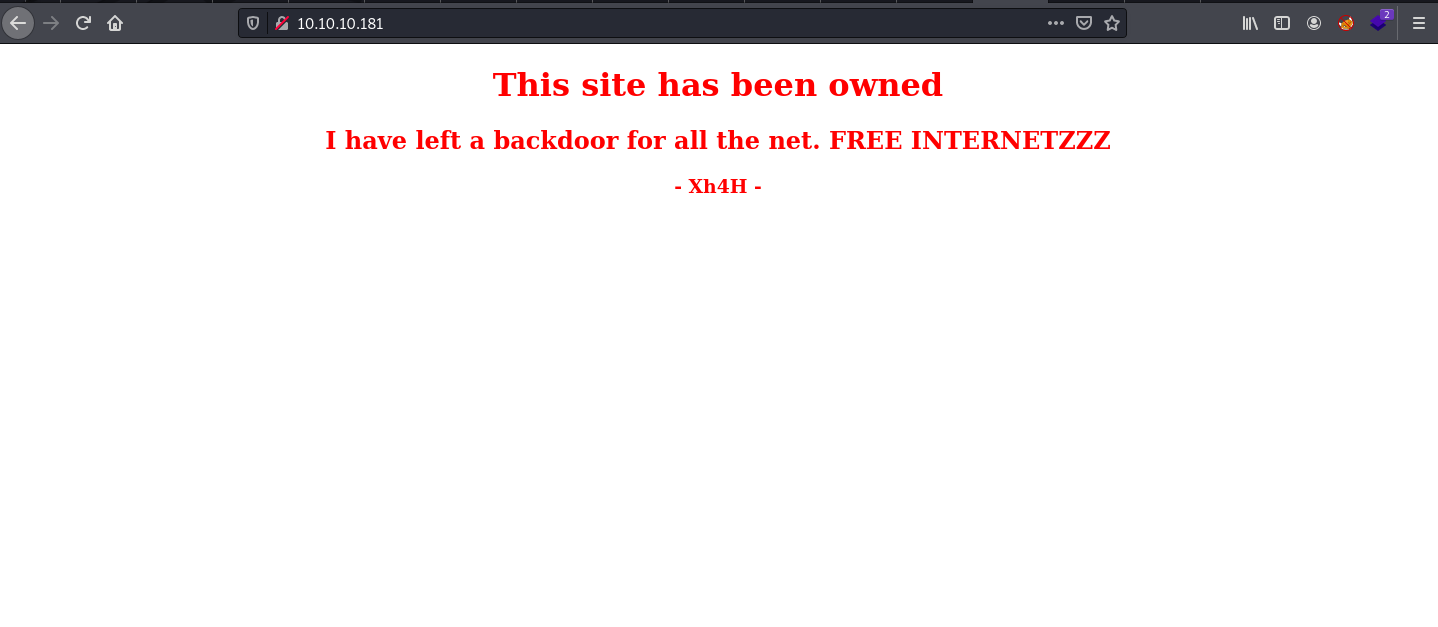 10.10.10.181
2
This site has been owned
I have left a backdoor for all the net. FREE INTERNETZZZ
- Xh4H -